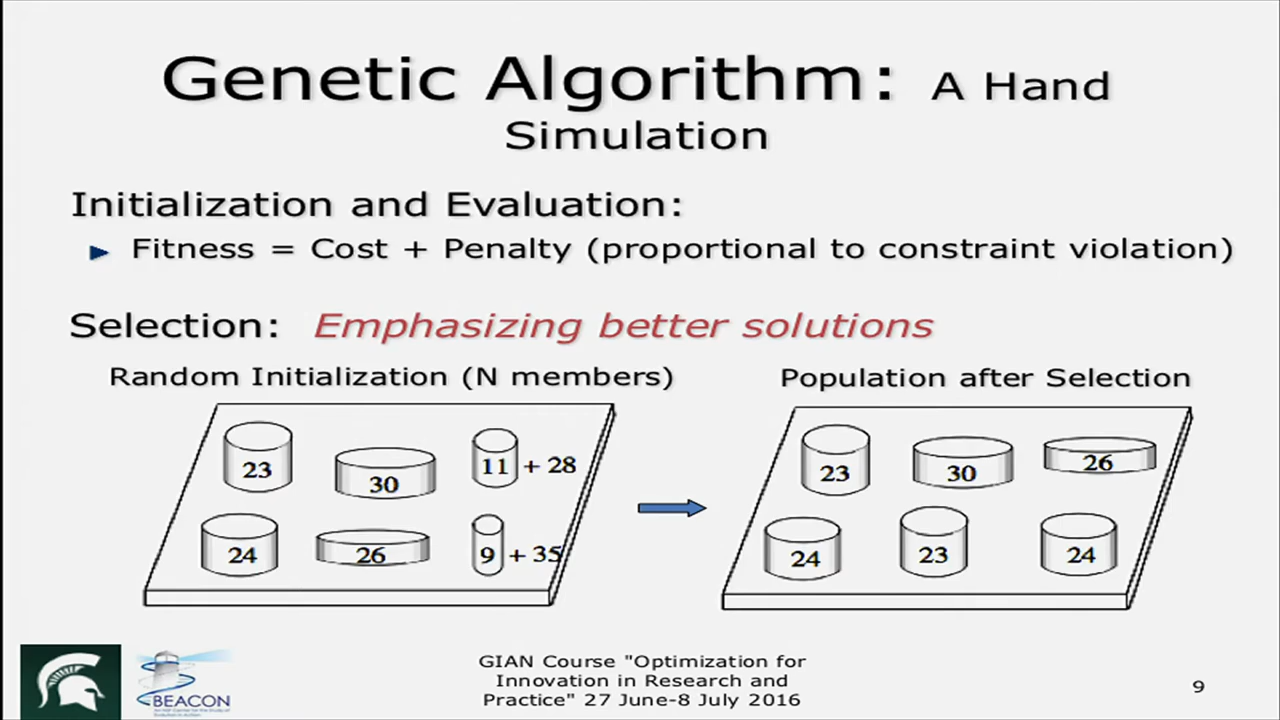 Genetic Algorithm: A Hand
Simulation
Initialization and Evaluation:
Fitness = Cost + Penalty (proportional to constraint violation)
Selection: Emphasizing better solutions
Random Initialization (N members)
Population after Selection
23
30
11 + 28
24
26
9 + 35
23
30
26
24
23
24
BEACON
GIAN Course "Optimization for
Innovation in Research and
Practice" 27 June-8 July 2016
9